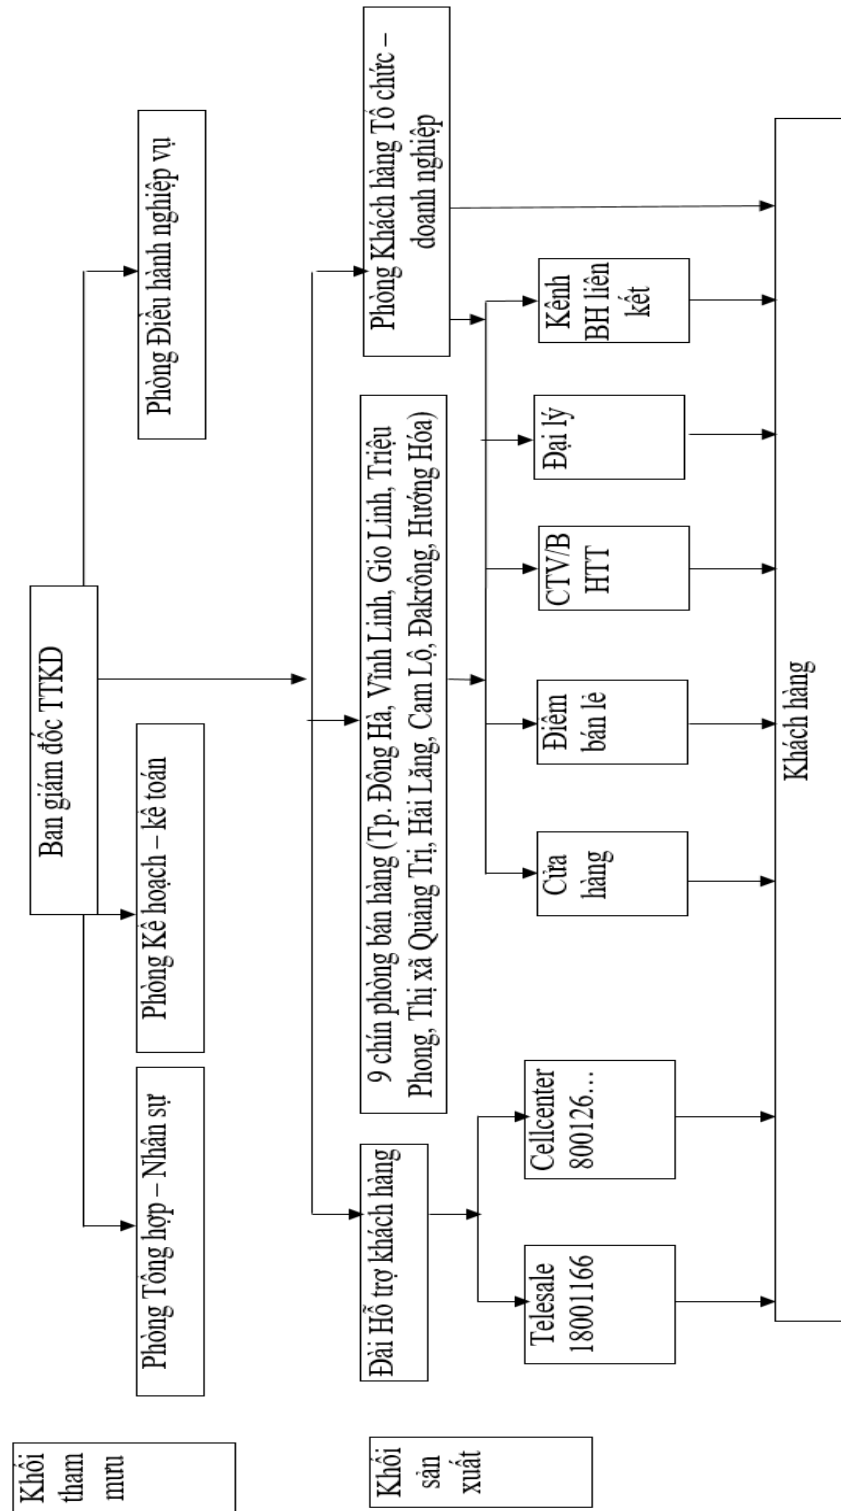 Khối
tham
mưu
Ban giám đốc TTKD
Phòng Tổng hợp – Nhân sự
Phòng Kế hoạch – kế toán
Phòng Điều hành nghiệp vụ
Khối
sản
xuất
Đài Hỗ trợ khách hàng
9 chín phòng bán hàng (Tp. Đông Hà, Vĩnh Linh, Gio Linh, Triệu
Phong, Thị xã Quảng Trị, Hải Lăng, Cam Lộ, Đakrông, Hướng Hóa)
Phòng Khách hàng Tổ chức –
doanh nghiệp
Telesale
18001166
Cellcenter
800126…
Cửa
hàng
Điểm
bán lẻ
CTV/B
HTT
Đại lý
Kênh
BH liên
kết
Khách hàng